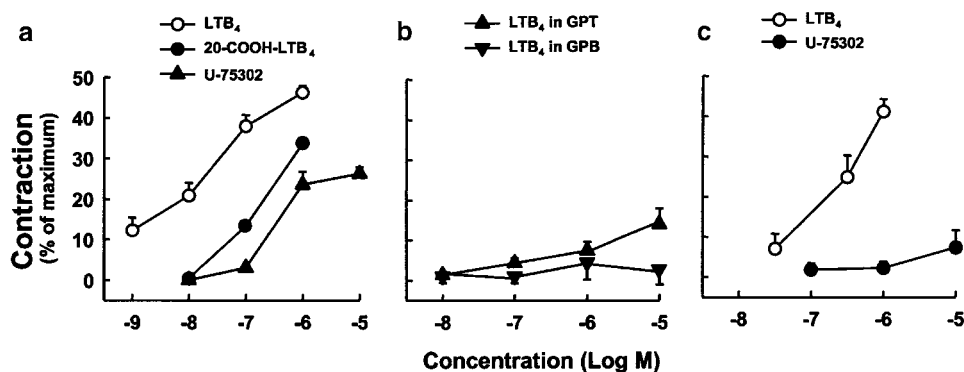 a
LTB4
20-COOH-LTB4
U-75302
b
LTB4 in GPT
LTB4 in GPB
c
LTB4
U-75302
Contraction
(% of maximum)
50
40
30
20
10
0
-9 -8 -7 -6 -5
-8 -7 -6 -5
-8 -7 -6 -5
Concentration (Log M)